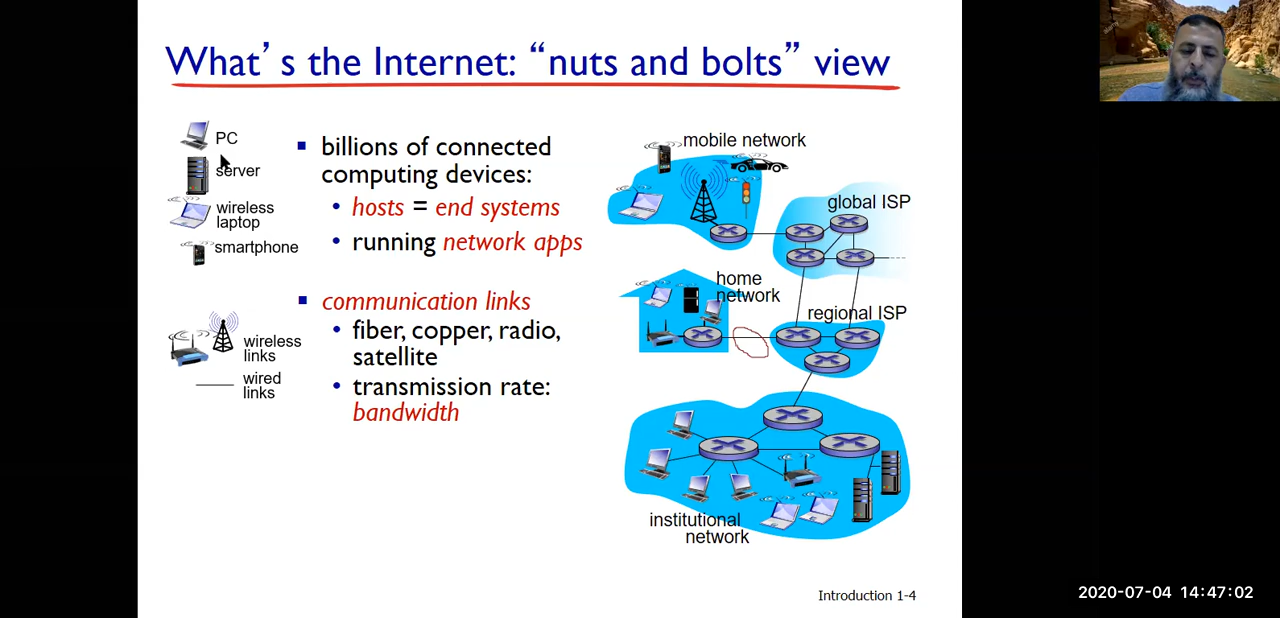 What's the Internet: “nuts and bolts” view
PC
server
wireless
laptop
smartphone
▪ billions of connected
computing devices:
• hosts = end systems
• running network apps
▪ communication links
• fiber, copper, radio,
satellite
• transmission rate:
bandwidth
wireless
links
wired
links
mobile network
global ISP
home
network
regional ISP
institutional
network
Introduction 1-4
2020-07-04 14:47:02